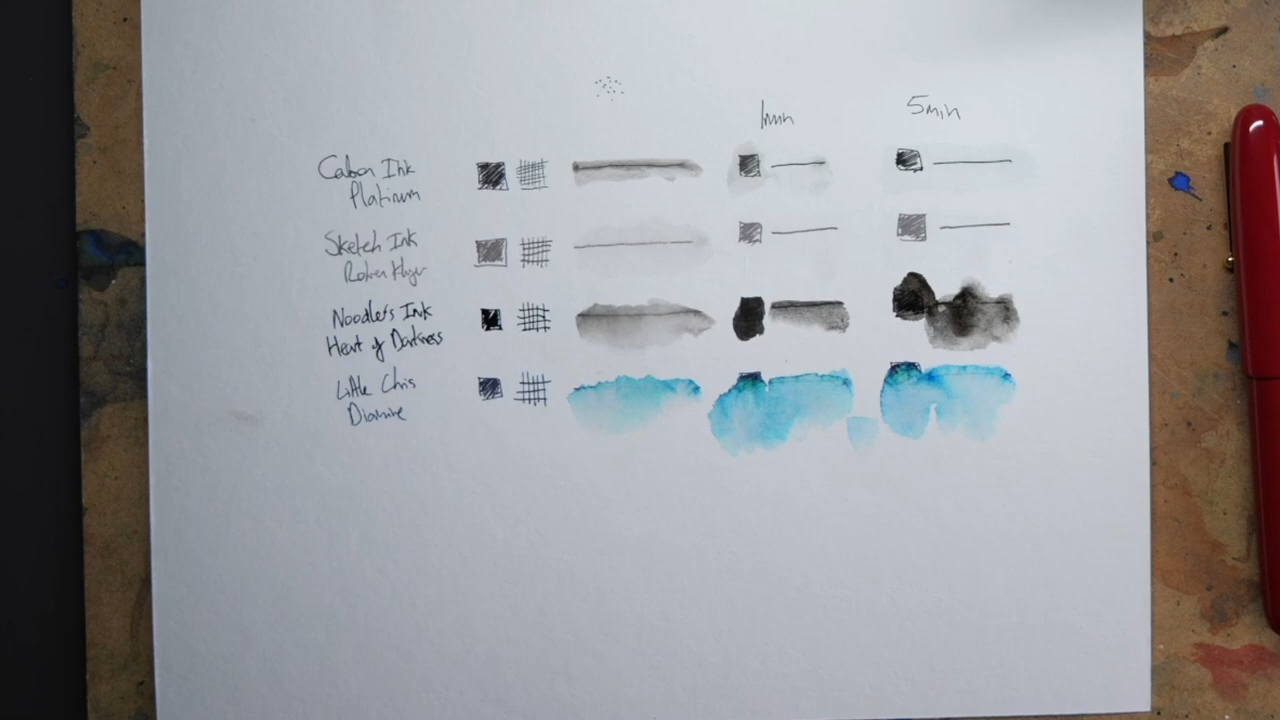 1min
5min
Carbon Ink
Platinum
Sketch Ink
Noodler's Ink
Heart of Darkness
Little Chris
Diamine